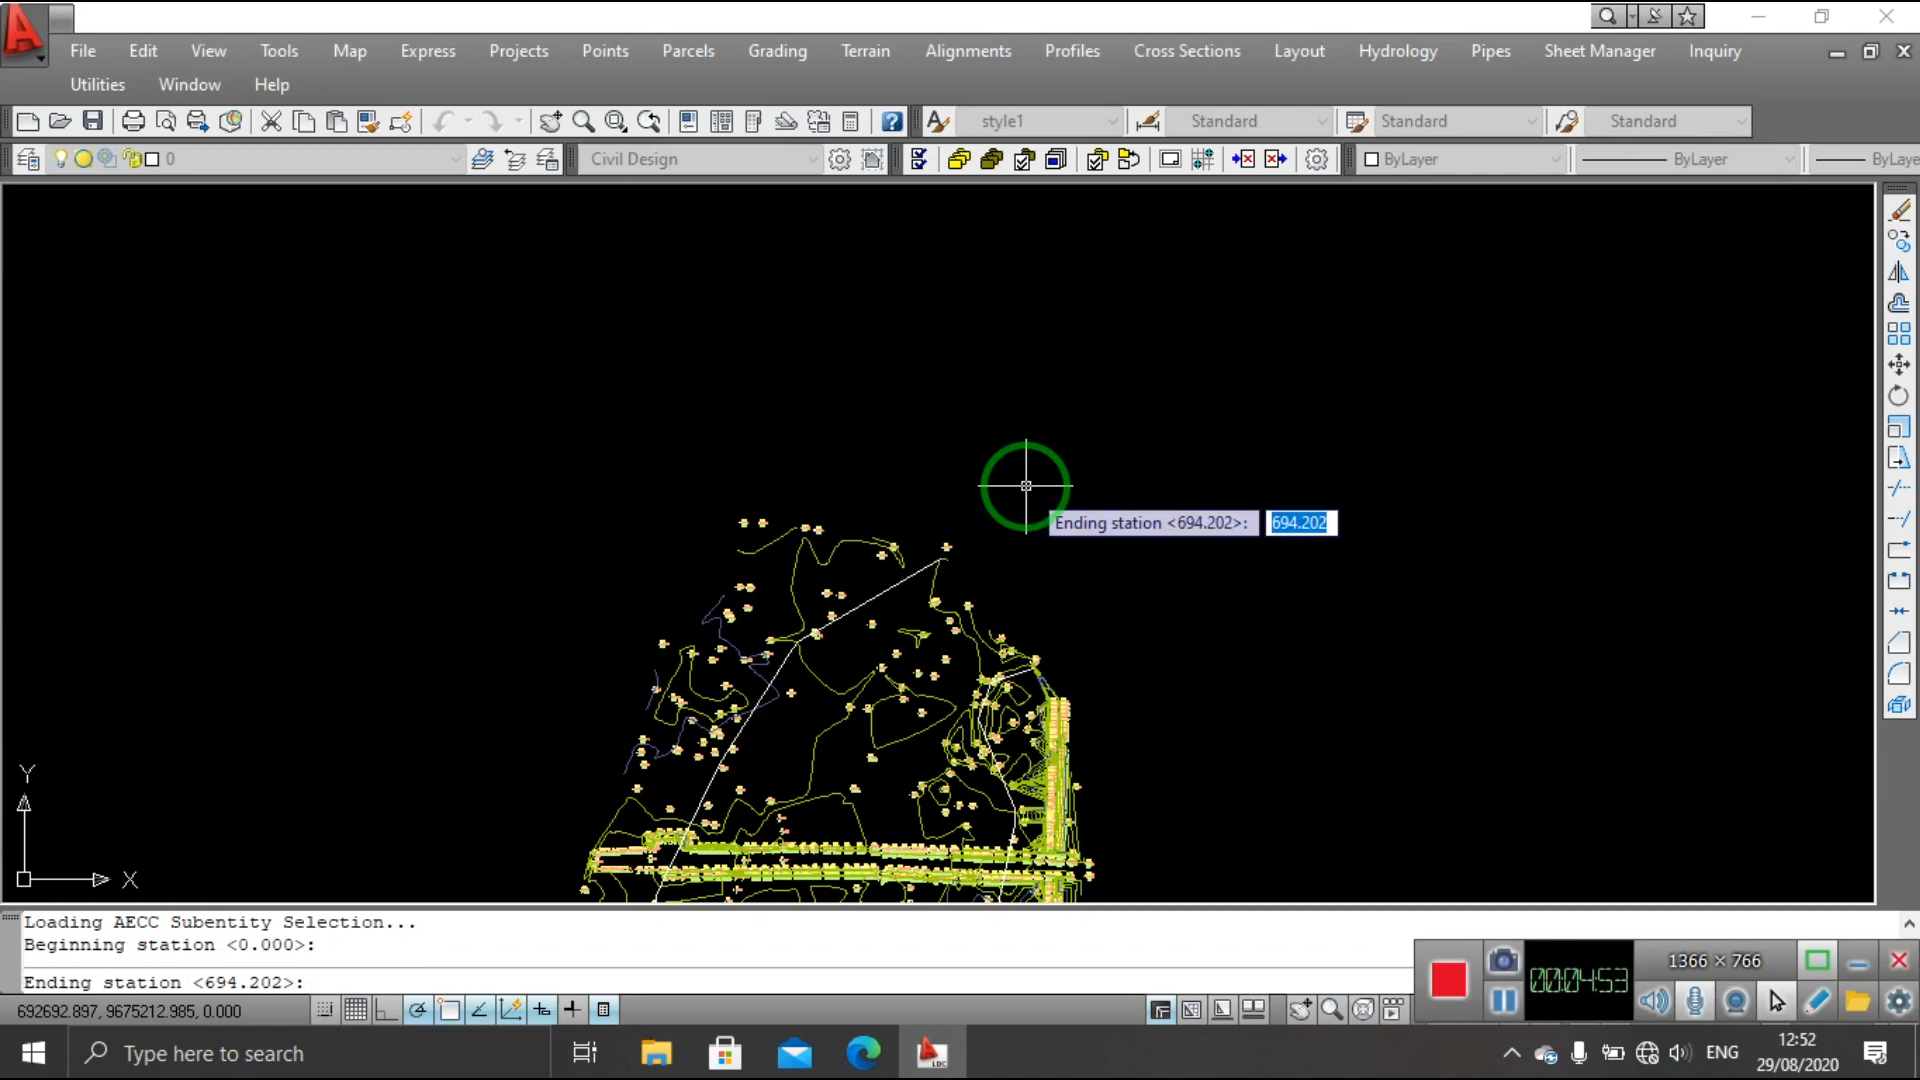 File Edit View Tools Map Express Projects Points Parcels Grading Terrain Alignments Profiles Cross Sections Layout Hydrology Pipes Sheet Manager Inquiry
Utilities Window Help
style1 Standard Standard Standard
0 Civil Design ByLayer ByLayer ByLaye
Ending station <694.202>: 694.202
Y
X
Loading AECC Subentity Selection...
Beginning station <0.000>:
Ending station <694.202>:
1366 × 766
00:04:53
692692.897, 9675212.985, 0.000
Type here to search
LDC
ENG
12:52
29/08/2020